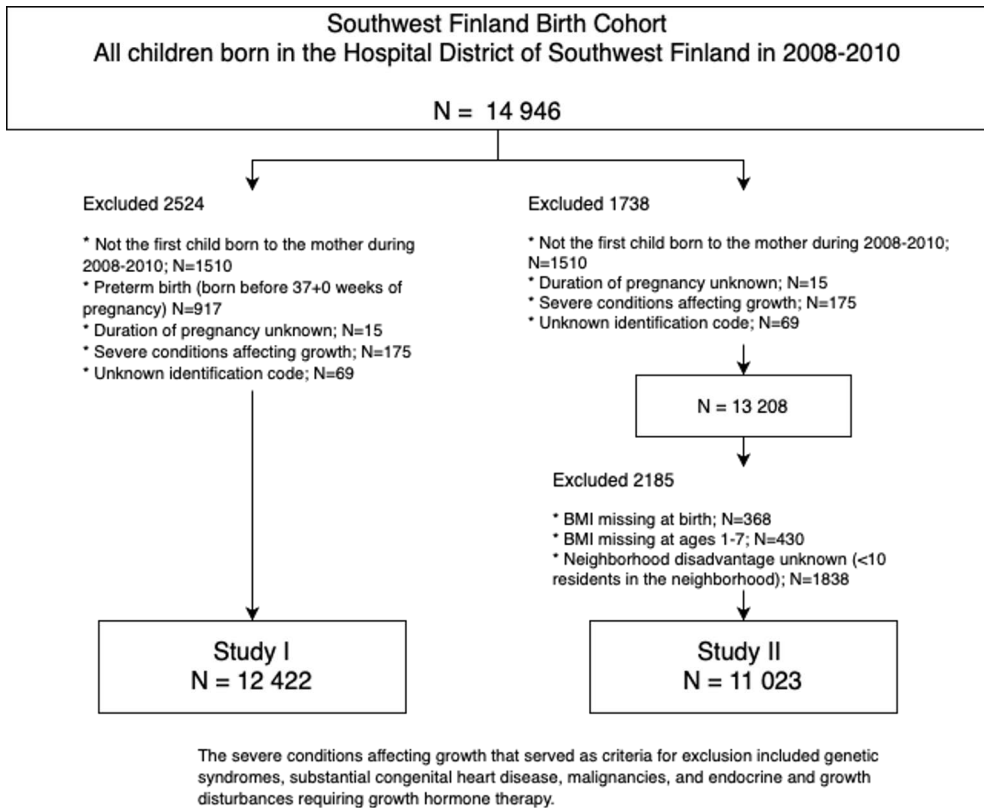 Southwest Finland Birth Cohort
All children born in the Hospital District of Southwest Finland in 2008-2010
N = 14 946
Excluded 2524
* Not the first child born to the mother during
2008-2010; N=1510
* Preterm birth (born before 37+0 weeks of
pregnancy) N=917
* Duration of pregnancy unknown; N=15
* Severe conditions affecting growth; N=175
* Unknown identification code; N=69
Excluded 1738
* Not the first child born to the mother during 2008-2010;
N=1510
* Duration of pregnancy unknown; N=15
* Severe conditions affecting growth; N=175
* Unknown identification code; N=69
N = 13 208
Excluded 2185
* BMI missing at birth; N=368
* BMI missing at ages 1-7; N=430
* Neighborhood disadvantage unknown (<10
residents in the neighborhood); N=1838
Study I
N = 12 422
Study II
N = 11 023
The severe conditions affecting growth that served as criteria for exclusion included genetic
syndromes, substantial congenital heart disease, malignancies, and endocrine and growth
disturbances requiring growth hormone therapy.